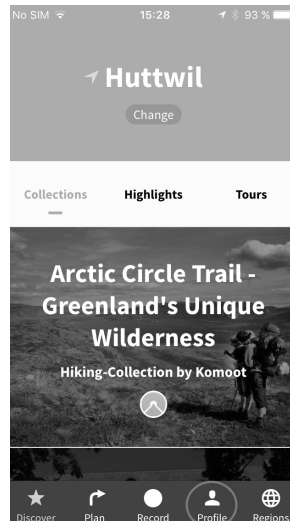 No SIM 15:28 93 %
Huttwil
Change
Collections Highlights Tours
Arctic Circle Trail -
Greenland's Unique
Wilderness
Hiking-Collection by Komoot
Discover Plan Record Profile Regions